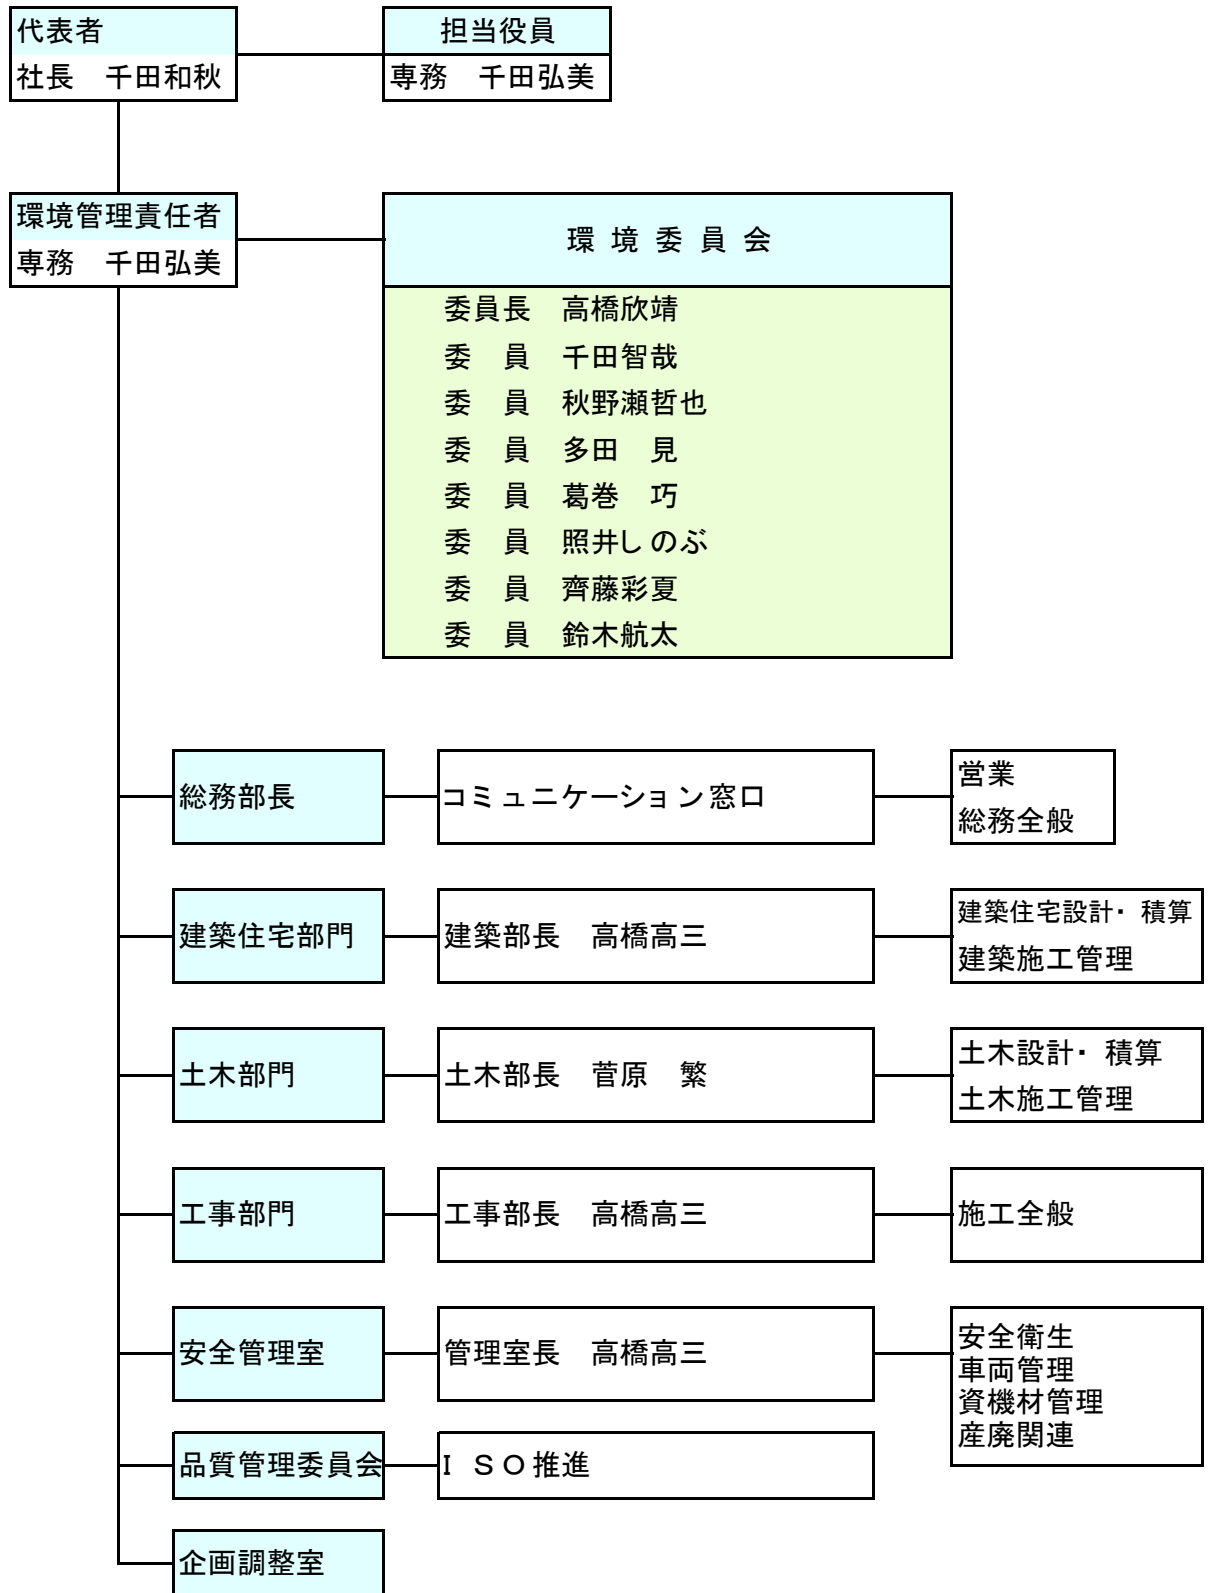 代表者
社長　千田和秋
担当役員
専務　千田弘美
環境管理責任者
専務　千田弘美
環 境 委 員 会
委員長　高橋欣靖
委　員　千田智哉
委　員　秋野瀬哲也
委　員　多田　見
委　員　葛巻　巧
委　員　照井しのぶ
委　員　齊藤彩夏
委　員　鈴木航太
総務部長
コミュニケーション窓口
営業
総務全般
建築住宅部門
建築部長　高橋高三
建築住宅設計・積算
建築施工管理
土木部門
土木部長　菅原　繁
土木設計・積算
土木施工管理
工事部門
工事部長　高橋高三
施工全般
安全管理室
管理室長　高橋高三
安全衛生
車両管理
資機材管理
産廃関連
品質管理委員会
ＩＳＯ推進
企画調整室